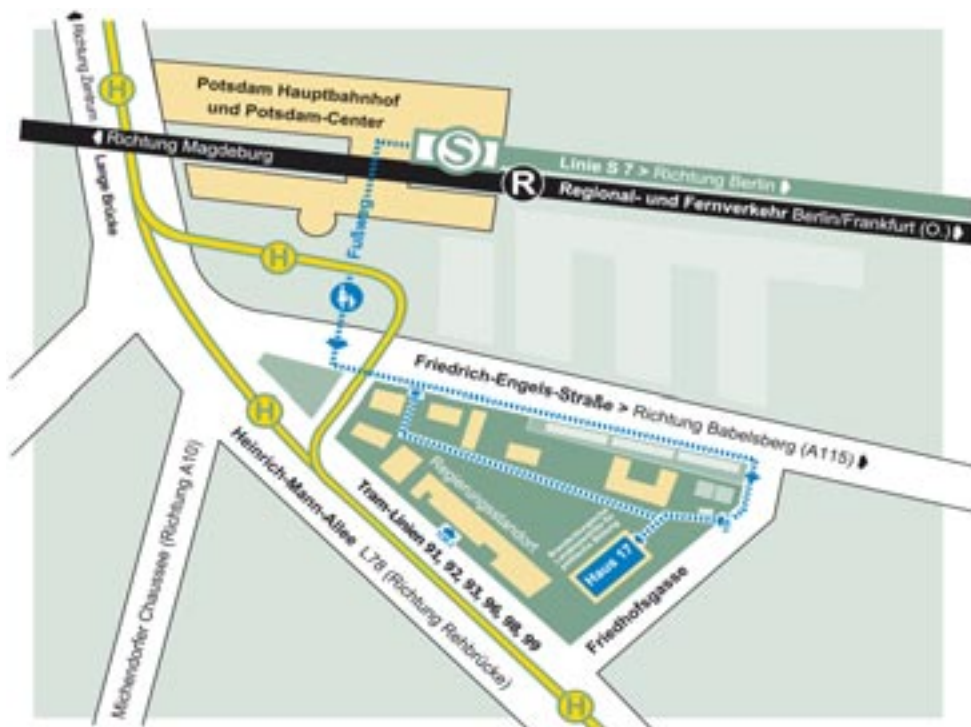 Richtung Zentrum
Lange Brücke
H
Potsdam Hauptbahnhof
und Potsdam-Center
Richtung Magdeburg
S
Linie S 7 > Richtung Berlin
R
Regional- und Fernverkehr Berlin/Frankfurt (O.)
H
Fußweg
Friedrich-Engels-Straße > Richtung Babelsberg (A115)
H
Heinrich-Mann-Allee L78 (Richtung Rehbrücke)
Tram-Linien 91, 92, 93, 96, 98, 99
Regierungsstandort
Haus 17
Friedhofsgasse
Michendorfer Chaussee (Richtung A10)
H